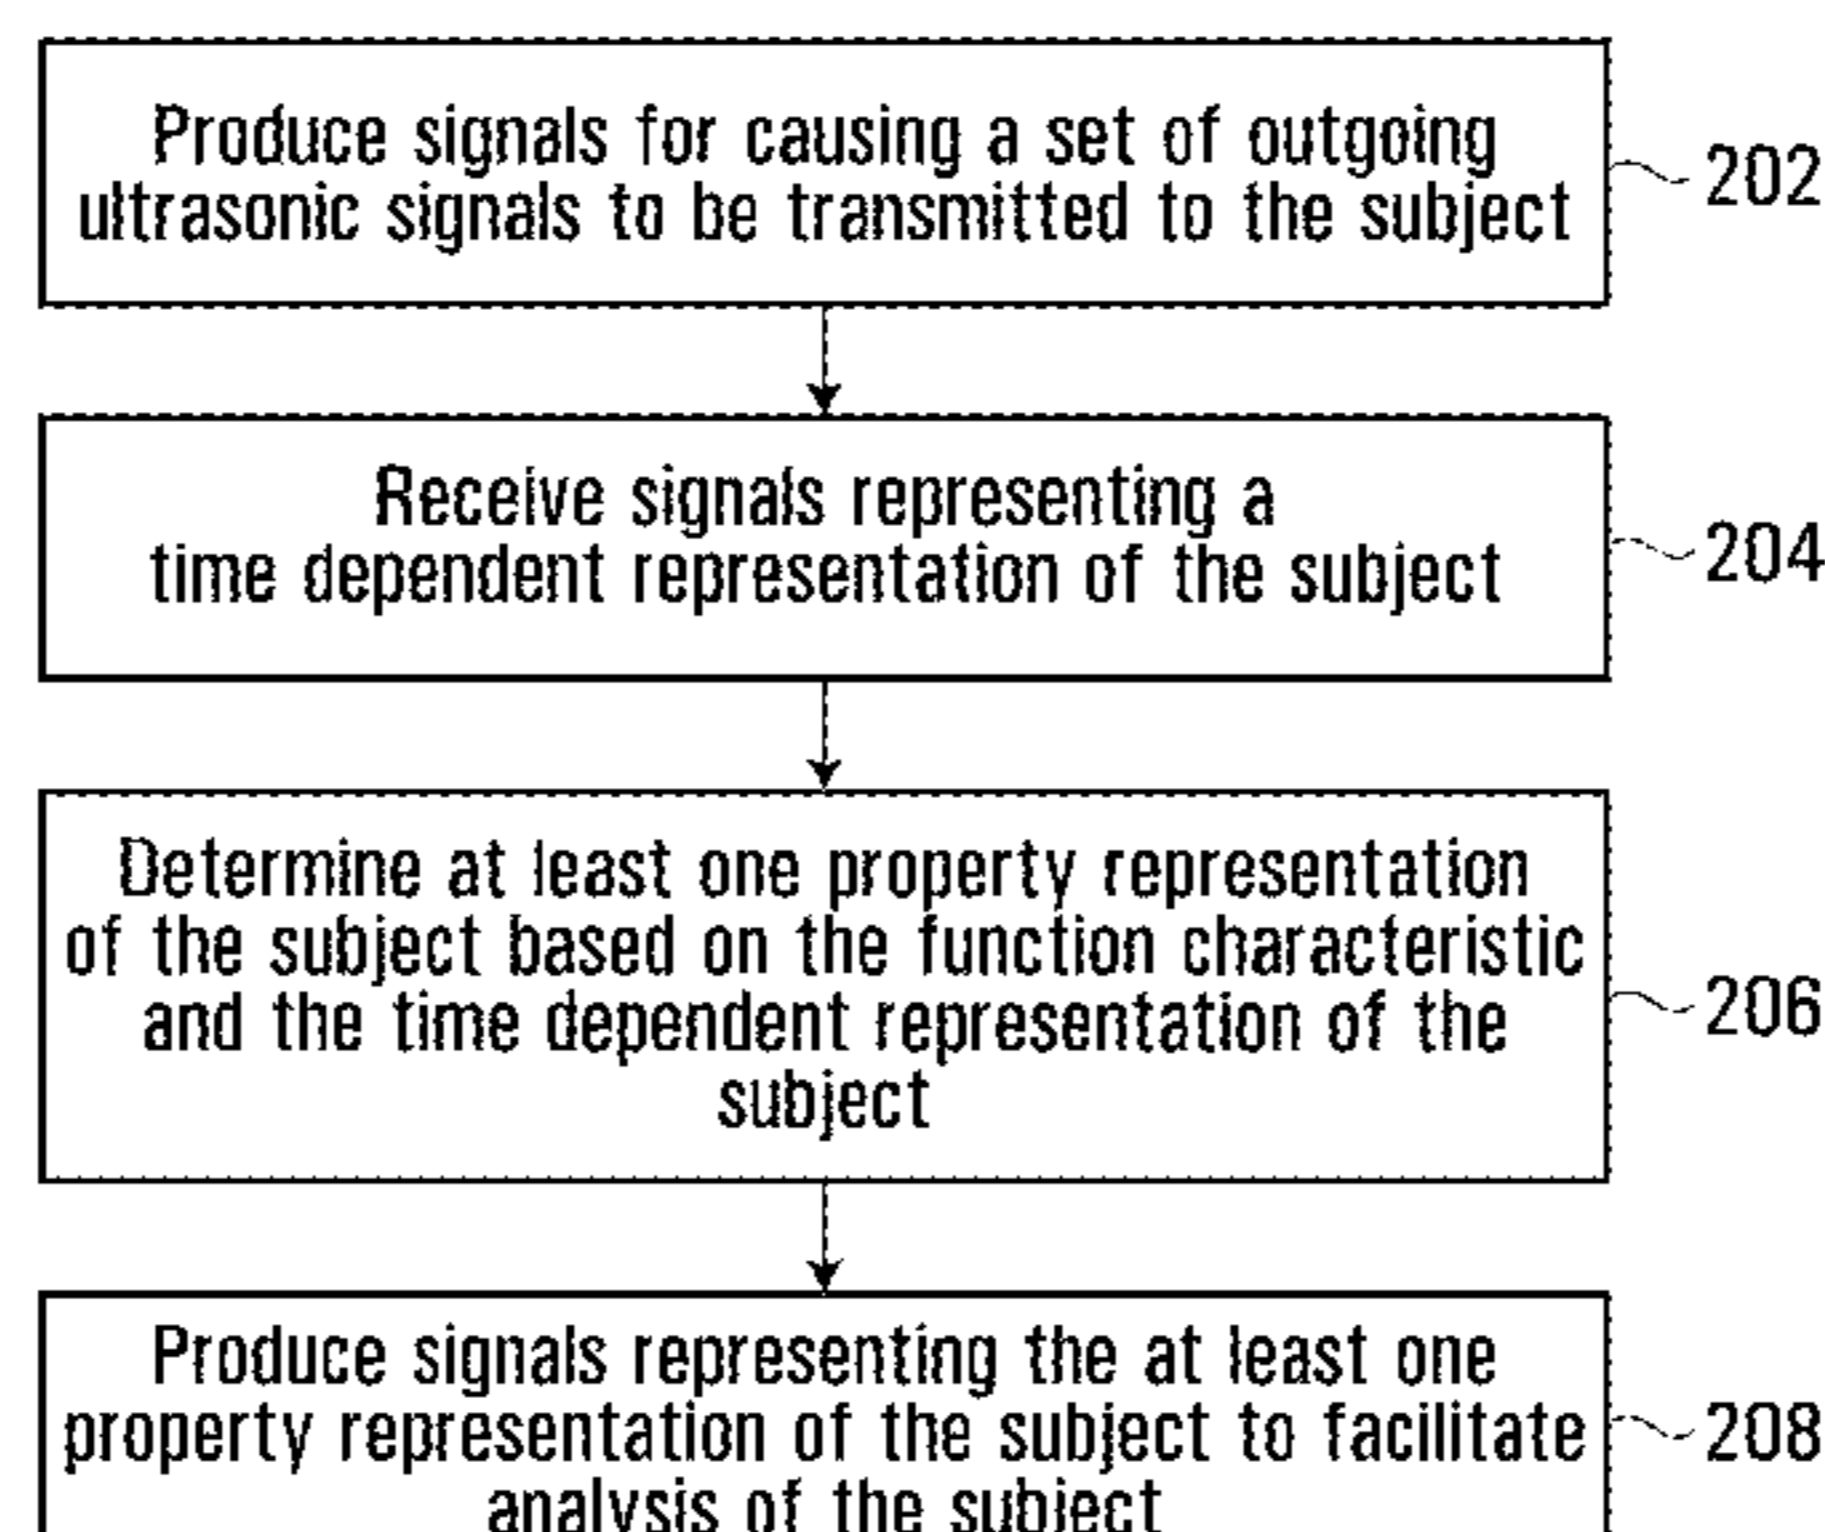 Produce signals for causing a set of outgoing
ultrasonic signals to be transmitted to the subject
202
Receive signals representing a
time dependent representation of the subject
204
Determine at least one property representation
of the subject based on the function characteristic
and the time dependent representation of the
subject
206
Produce signals representing the at least one
property representation of the subject to facilitate
analysis of the subject
208